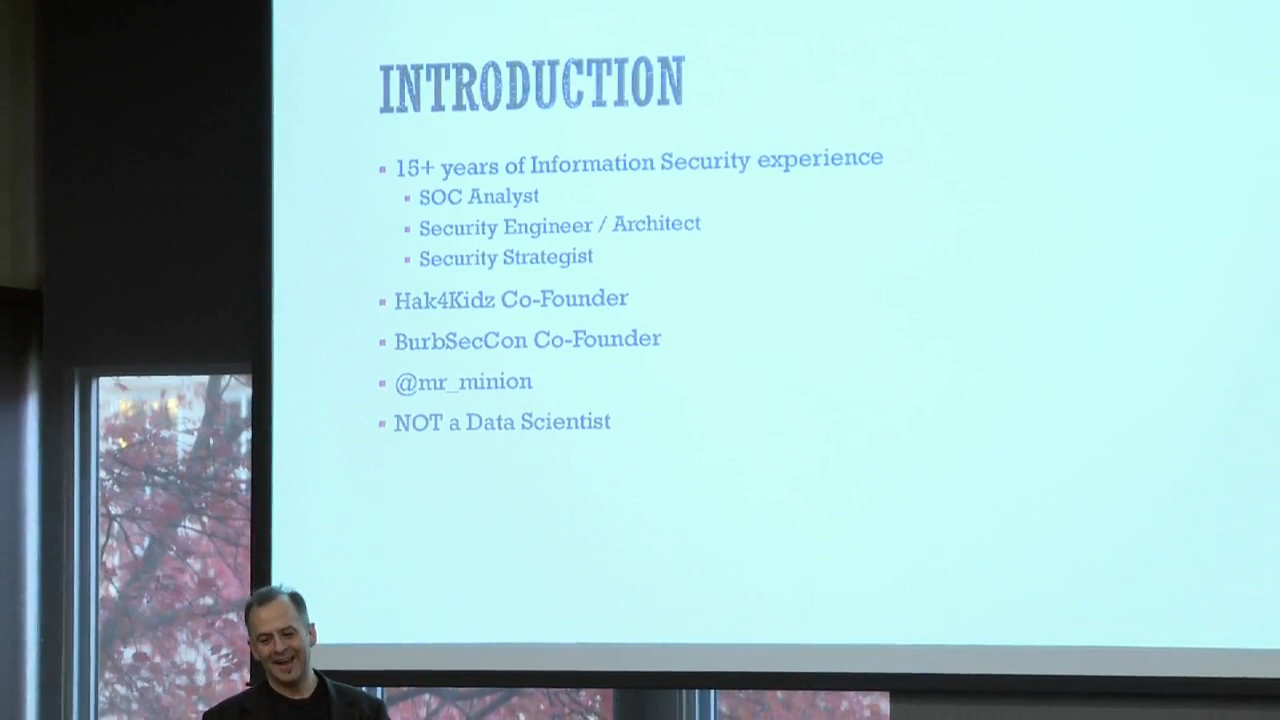 INTRODUCTION
15+ years of Information Security experience
SOC Analyst
Security Engineer / Architect
Security Strategist
Hak4Kidz Co-Founder
BurbSecCon Co-Founder
@mr_minion
NOT a Data Scientist